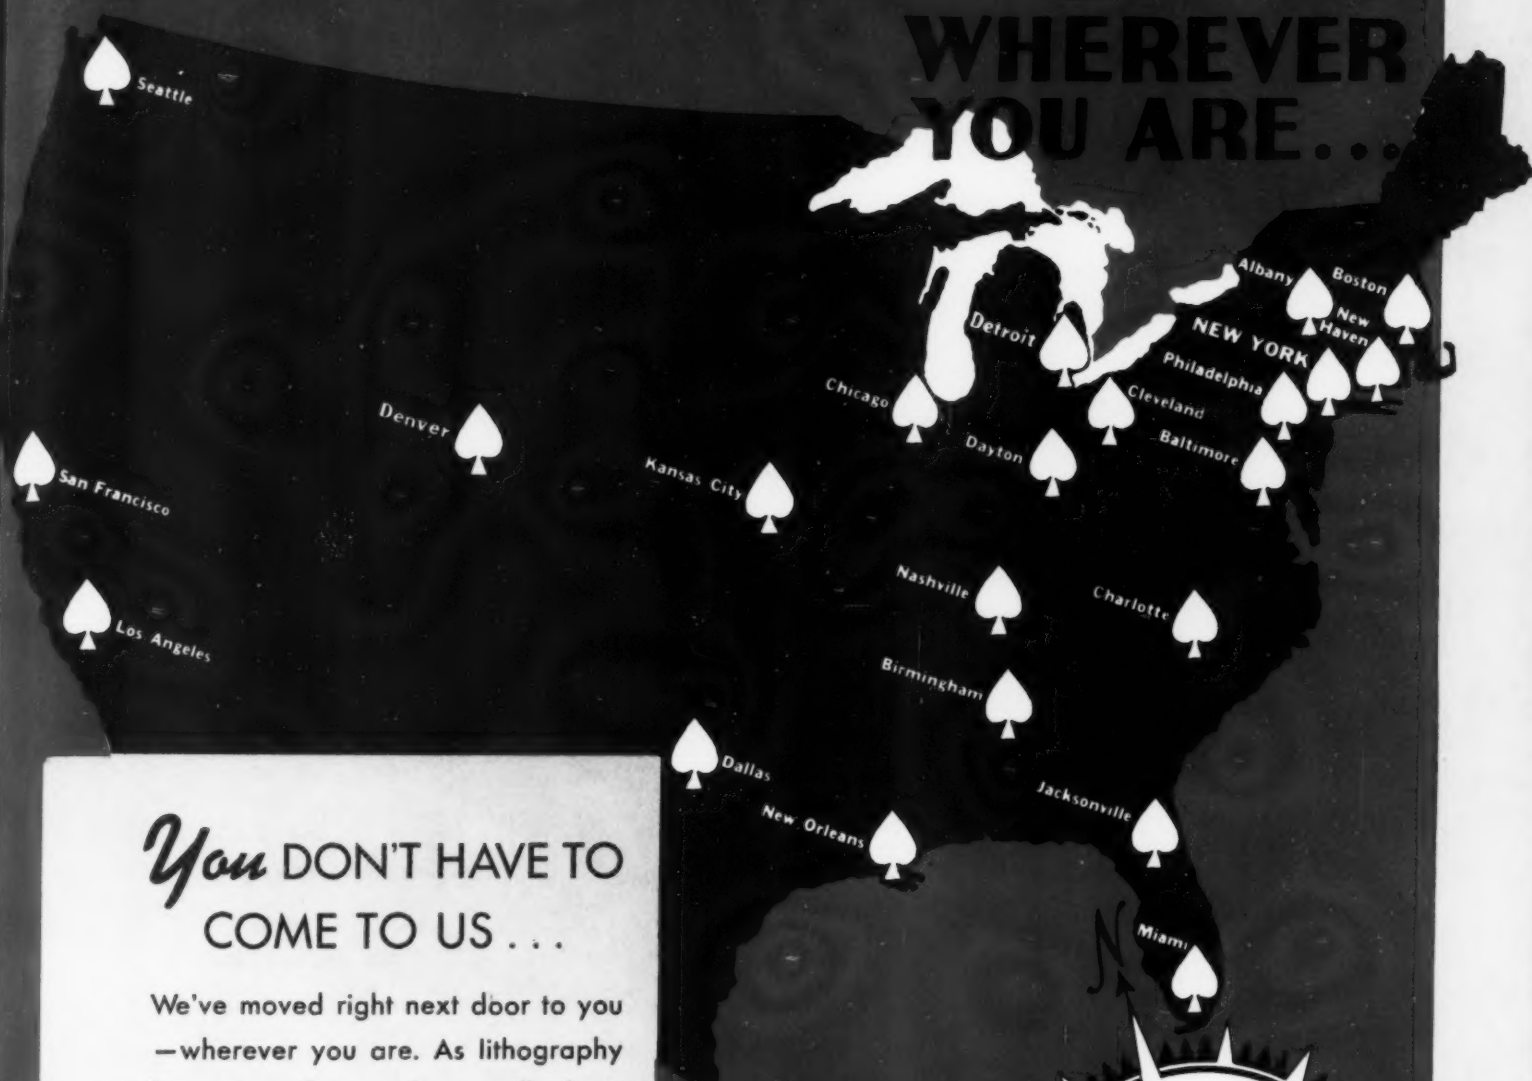 WHEREVER
YOU ARE...
Seattle
Albany
Boston
New
Haven
NEW YORK
Detroit
Philadelphia
Chicago
Cleveland
Denver
Baltimore
Dayton
Kansas City
San Francisco
Nashville
Charlotte
Los Angeles
Birmingham
Dallas
Jacksonville
New Orleans
Miami
N
You DON'T HAVE TO
COME TO US...
We've moved right next door to you
—wherever you are. As lithography